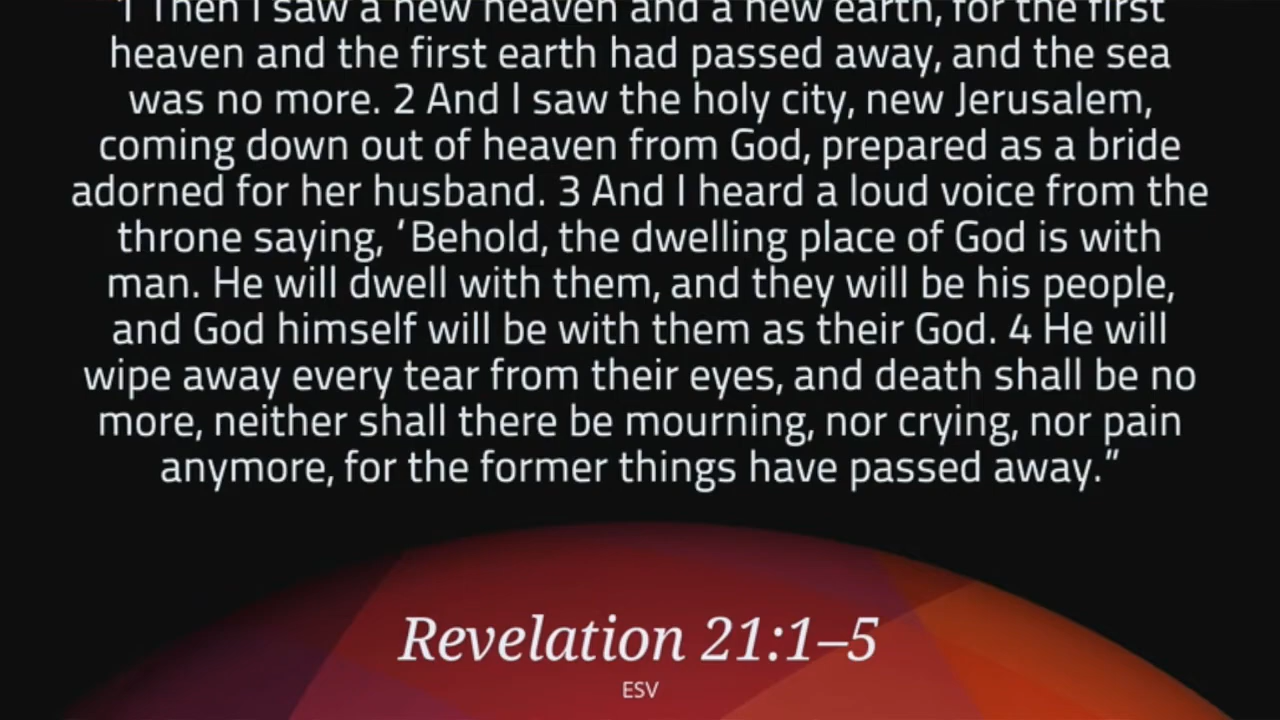 1 Then I saw a new heaven and a new earth, for the first
heaven and the first earth had passed away, and the sea
was no more. 2 And I saw the holy city, new Jerusalem,
coming down out of heaven from God, prepared as a bride
adorned for her husband. 3 And I heard a loud voice from the
throne saying, ‘Behold, the dwelling place of God is with
man. He will dwell with them, and they will be his people,
and God himself will be with them as their God. 4 He will
wipe away every tear from their eyes, and death shall be no
more, neither shall there be mourning, nor crying, nor pain
anymore, for the former things have passed away.”
Revelation 21:1–5
ESV